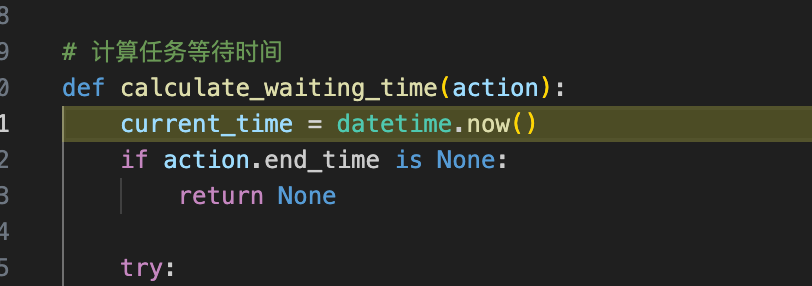 8
9 # 计算任务等待时间
0 def calculate_waiting_time(action):
1 current_time = datetime.now()
2 if action.end_time is None:
3 return None
4
5 try: